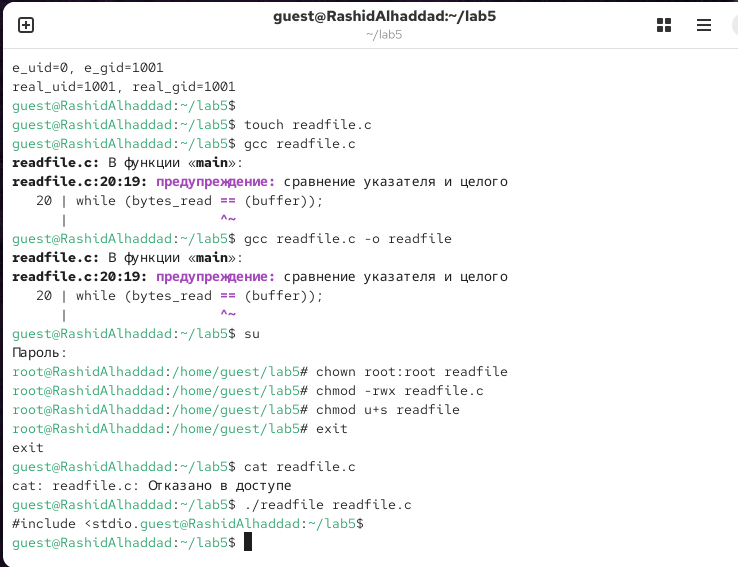 guest@RashidAlhaddad:~/lab5
~/lab5
e_uid=0, e_gid=1001
real_uid=1001, real_gid=1001
guest@RashidAlhaddad:~/lab5$
guest@RashidAlhaddad:~/lab5$ touch readfile.c
guest@RashidAlhaddad:~/lab5$ gcc readfile.c
readfile.c: В функции «main»:
readfile.c:20:19: предупреждение: сравнение указателя и целого
   20 | while (bytes_read == (buffer));
      |                   ^~
guest@RashidAlhaddad:~/lab5$ gcc readfile.c -o readfile
readfile.c: В функции «main»:
readfile.c:20:19: предупреждение: сравнение указателя и целого
   20 | while (bytes_read == (buffer));
      |                   ^~
guest@RashidAlhaddad:~/lab5$ su
Пароль:
root@RashidAlhaddad:/home/guest/lab5# chown root:root readfile
root@RashidAlhaddad:/home/guest/lab5# chmod -rwx readfile.c
root@RashidAlhaddad:/home/guest/lab5# chmod u+s readfile
root@RashidAlhaddad:/home/guest/lab5# exit
exit
guest@RashidAlhaddad:~/lab5$ cat readfile.c
cat: readfile.c: Отказано в доступе
guest@RashidAlhaddad:~/lab5$ ./readfile readfile.c
#include <stdio.guest@RashidAlhaddad:~/lab5$
guest@RashidAlhaddad:~/lab5$